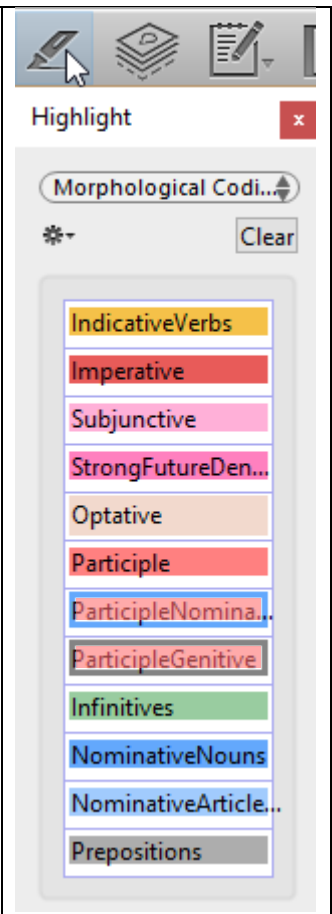 Highlight
x
Morphological Codi...
Clear
IndicativeVerbs
Imperative
Subjunctive
StrongFutureDen...
Optative
Participle
ParticipleNomina...
ParticipleGenitive
Infinitives
NominativeNouns
NominativeArticle...
Prepositions